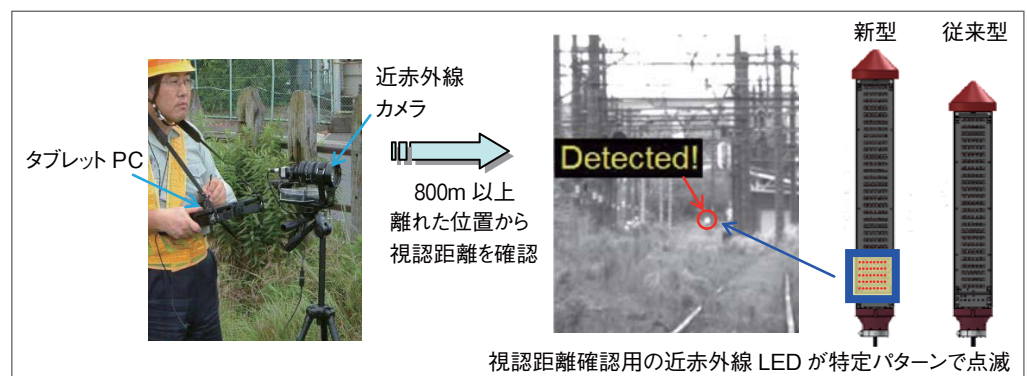 タブレット PC
近赤外線
カメラ
800m 以上
離れた位置から
視認距離を確認
Detected!
新型
従来型
視認距離確認用の近赤外線 LED が特定パターンで点滅